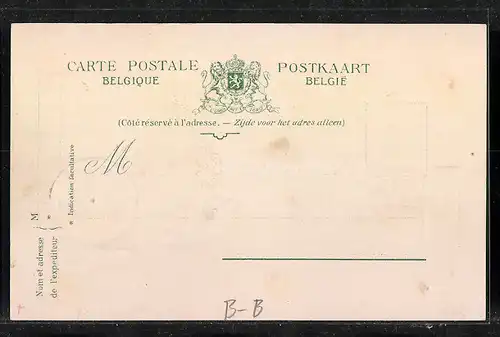 CARTE POSTALE
BELGIQUE
POSTKAART
BELGIË
(Côté réservé à l'adresse. — Zijde voor het adres alleen)
M
* Indication facultative
Nom et adresse
de l'expéditeur
M
*
B-B